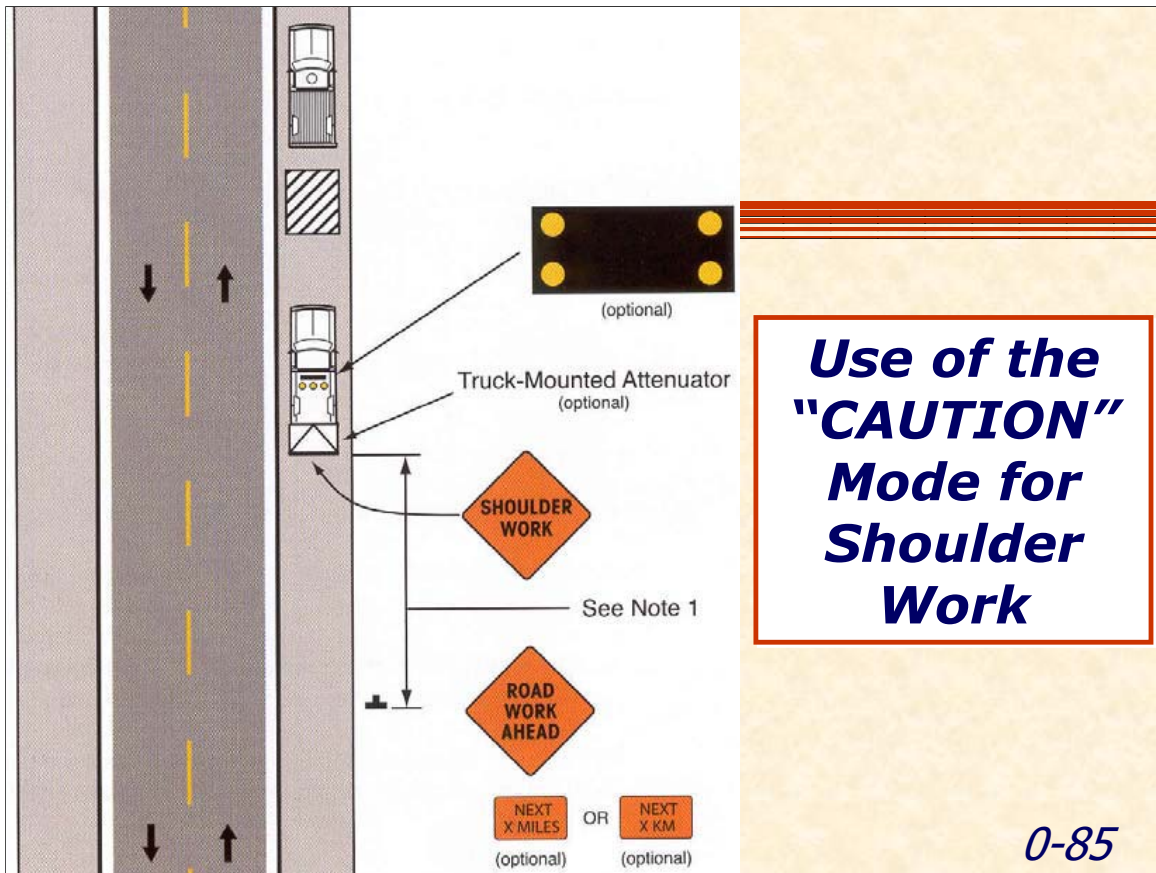 (optional)
Truck-Mounted Attenuator
(optional)
SHOULDER
WORK
See Note 1
ROAD
WORK
AHEAD
NEXT
X MILES
OR
NEXT
X KM
(optional)
(optional)
Use of the
“CAUTION”
Mode for
Shoulder
Work
0-85